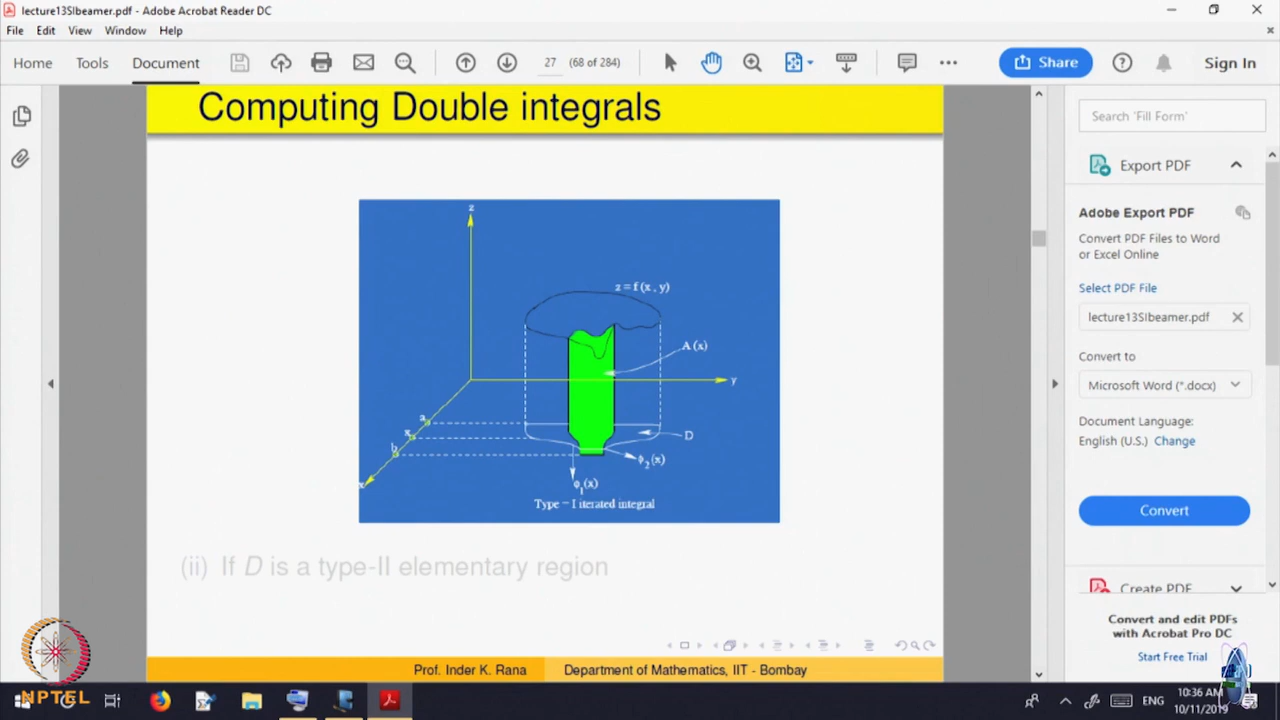 lecture13SIbeamer.pdf - Adobe Acrobat Reader DC
File Edit View Window Help
Home Tools Document 27 (68 of 284) Share Sign In
Computing Double integrals
z
z = f (x , y)
A (x)
y
a
x
b
D
ϕ2(x)
x
ϕ1(x)
Type - I iterated integral
(ii) If D is a type-II elementary region
Prof. Inder K. Rana Department of Mathematics, IIT - Bombay
Search 'Fill Form'
Export PDF
Adobe Export PDF
Convert PDF Files to Word
or Excel Online
Select PDF File
lecture13SIbeamer.pdf
Convert to
Microsoft Word (*.docx)
Document Language:
English (U.S.) Change
Convert
Create PDF
Convert and edit PDFs
with Acrobat Pro DC
Start Free Trial
NPTEL
ENG
10:36 AM
10/11/2019